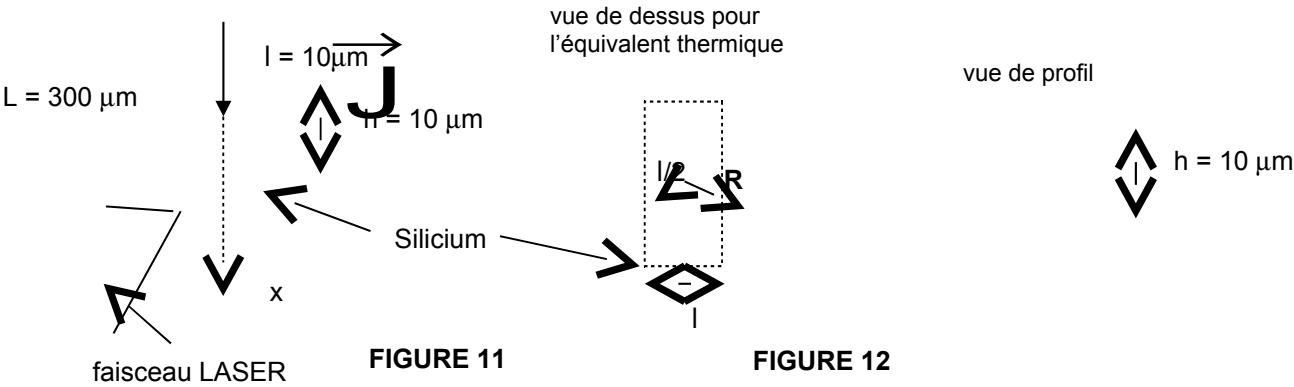 vue de dessus pour
l'équivalent thermique
l = 10μm
J
vue de profil
L = 300 μm
h = 10 μm
l/2
R
h = 10 μm
Silicium
x
l
FIGURE 11
FIGURE 12
faisceau LASER